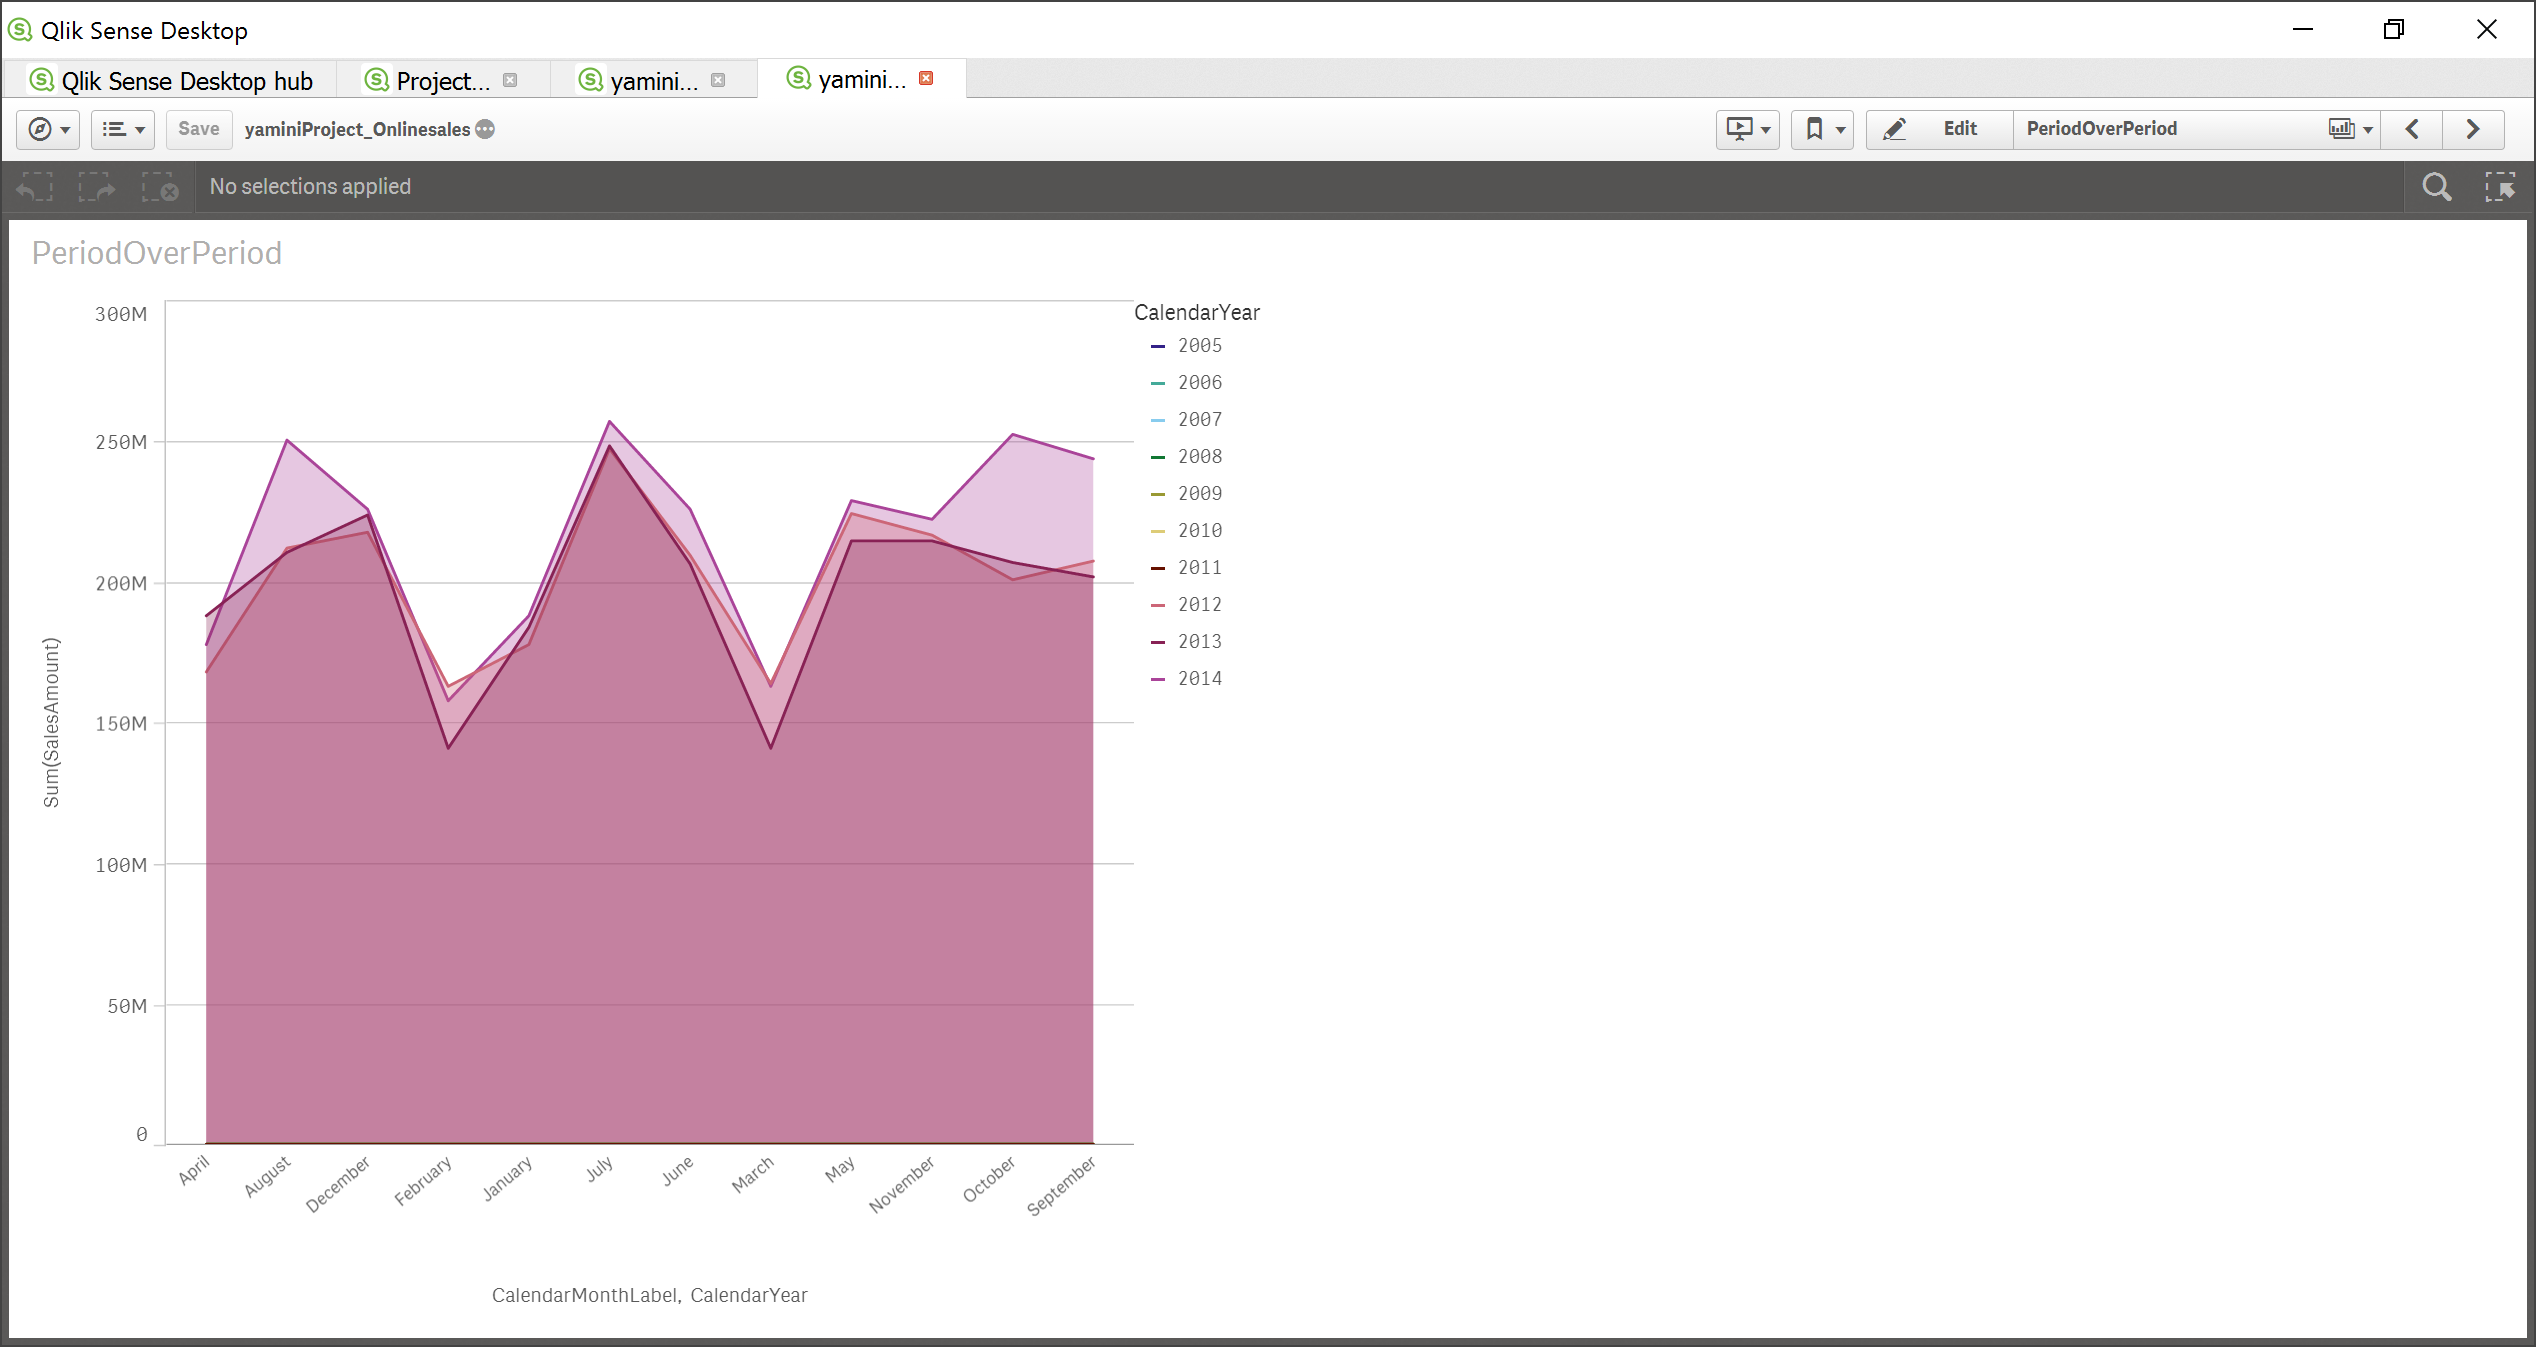 Qlik Sense Desktop
Qlik Sense Desktop hub
Project...
yamini...
yamini...
Save
yaminiProject_Onlinesales
Edit
PeriodOverPeriod
No selections applied
PeriodOverPeriod
300M
250M
200M
150M
100M
50M
0
Sum(SalesAmount)
April
August
December
February
January
July
June
March
May
November
October
September
CalendarMonthLabel, CalendarYear
CalendarYear
2005
2006
2007
2008
2009
2010
2011
2012
2013
2014